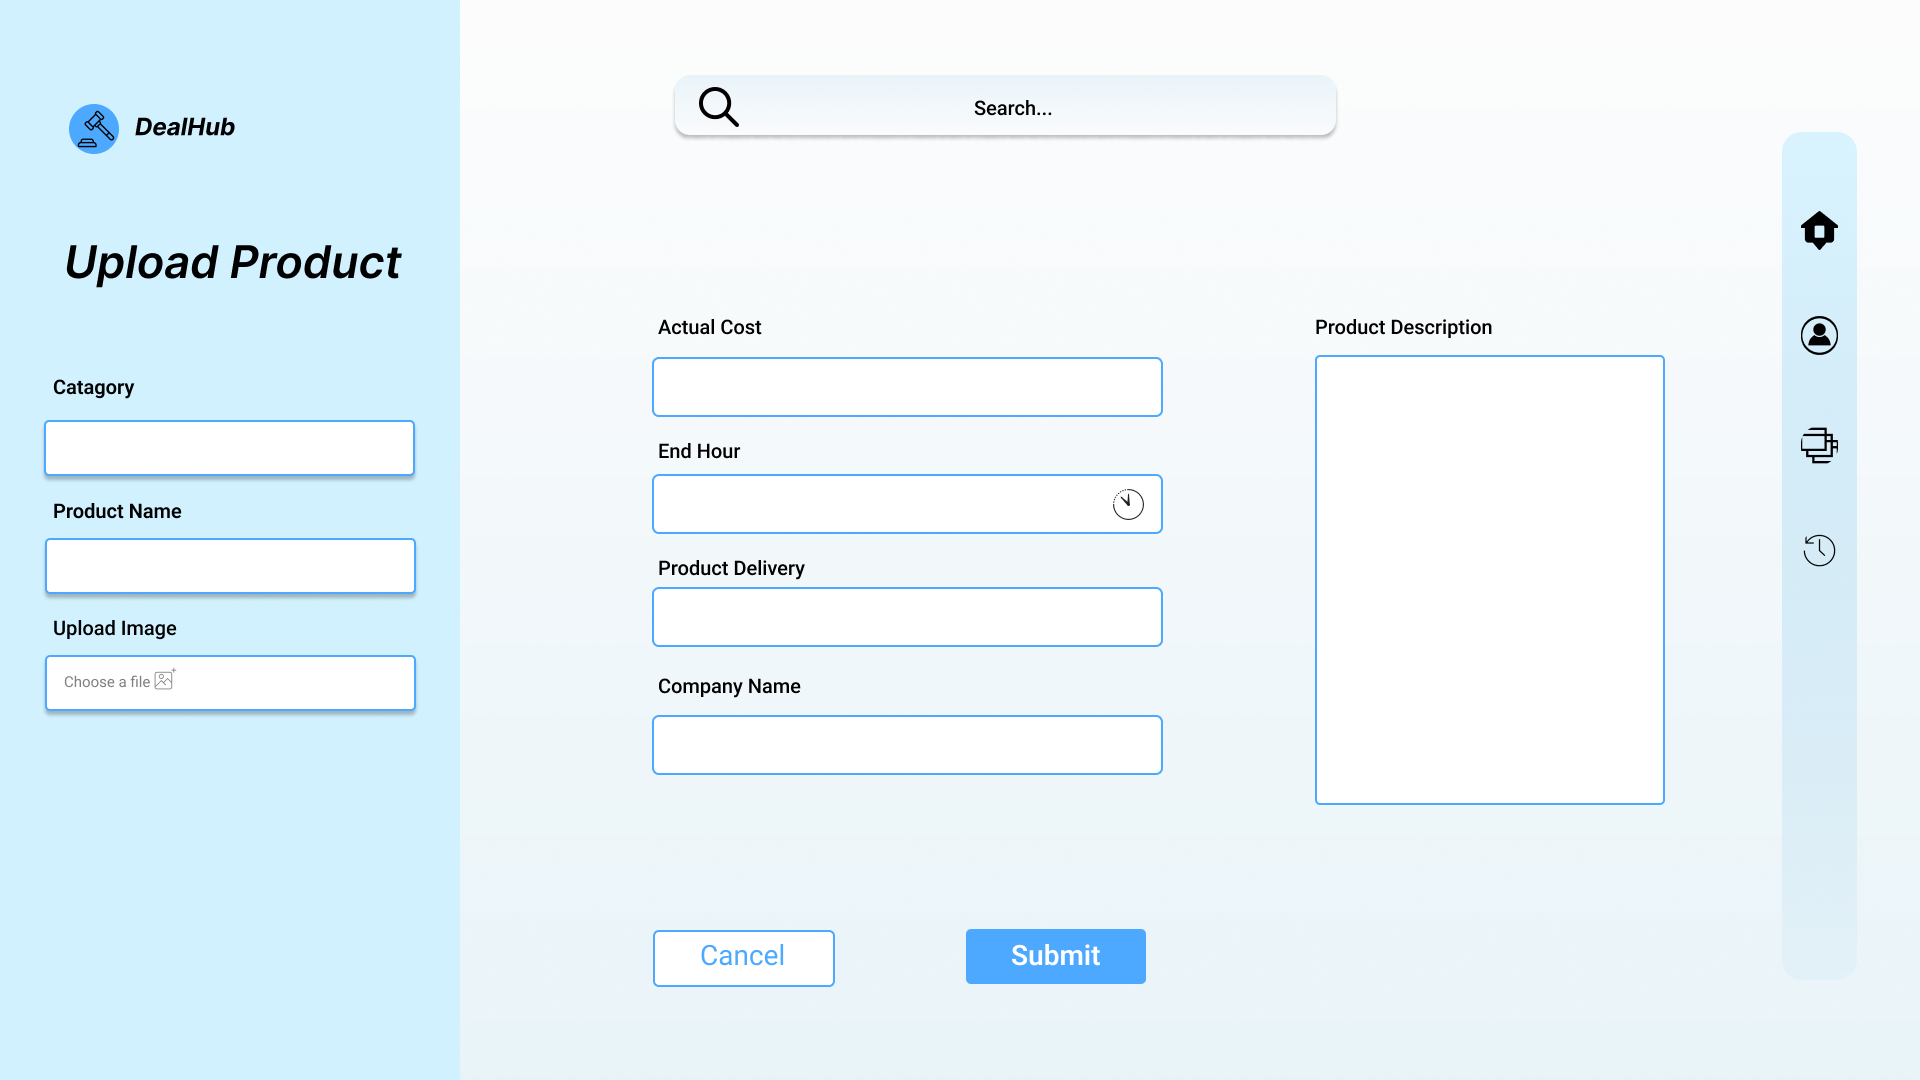 DealHub
Upload Product
Catagory
Product Name
Upload Image
Choose a file
Search...
Actual Cost
End Hour
Product Delivery
Company Name
Product Description
Cancel
Submit